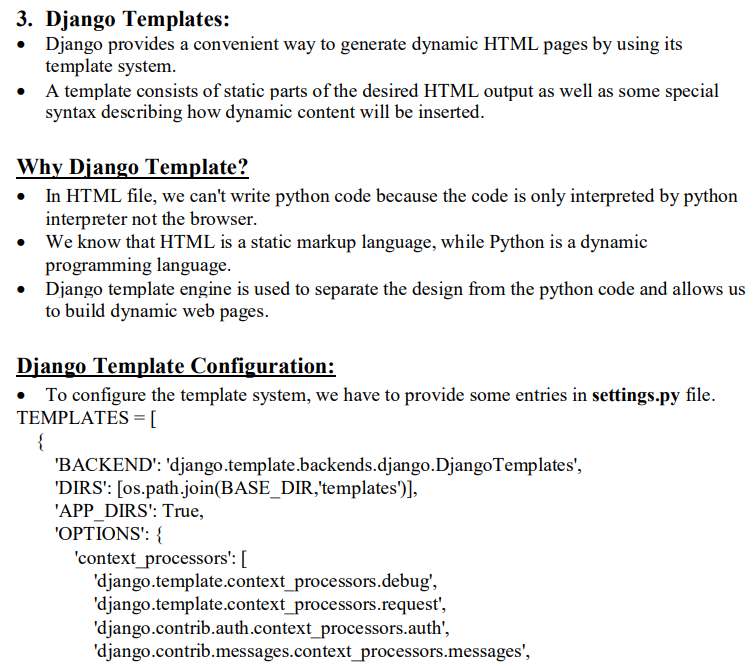 3. Django Templates:
• Django provides a convenient way to generate dynamic HTML pages by using its
template system.
• A template consists of static parts of the desired HTML output as well as some special
syntax describing how dynamic content will be inserted.
Why Django Template?
• In HTML file, we can't write python code because the code is only interpreted by python
interpreter not the browser.
• We know that HTML is a static markup language, while Python is a dynamic
programming language.
• Django template engine is used to separate the design from the python code and allows us
to build dynamic web pages.
Django Template Configuration:
• To configure the template system, we have to provide some entries in settings.py file.
TEMPLATES = [
{
'BACKEND': 'django.template.backends.django.DjangoTemplates',
'DIRS': [os.path.join(BASE_DIR,'templates')],
'APP_DIRS': True,
'OPTIONS': {
'context_processors': [
'django.template.context_processors.debug',
'django.template.context_processors.request',
'django.contrib.auth.context_processors.auth',
'django.contrib.messages.context_processors.messages',